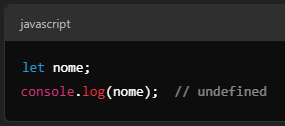 javascript
let nome;
console.log(nome);  // undefined